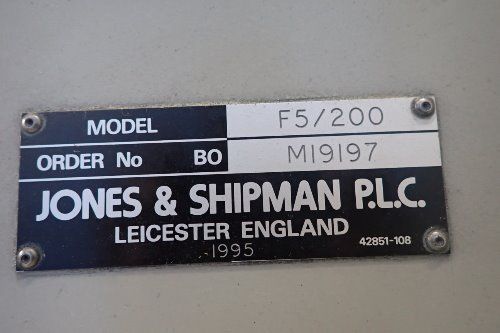 MODEL F5/200
ORDER No BO M19197
JONES & SHIPMAN P.L.C.
LEICESTER ENGLAND
1995 42851-108